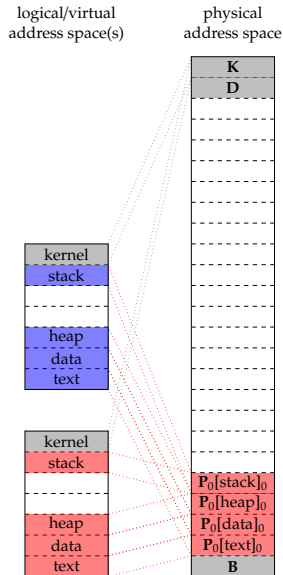 logical/virtual
address space(s)
physical
address space
K
D
kernel
stack
heap
data
text
kernel
stack
heap
data
text
P₀[stack]₀
P₀[heap]₀
P₀[data]₀
P₀[text]₀
B